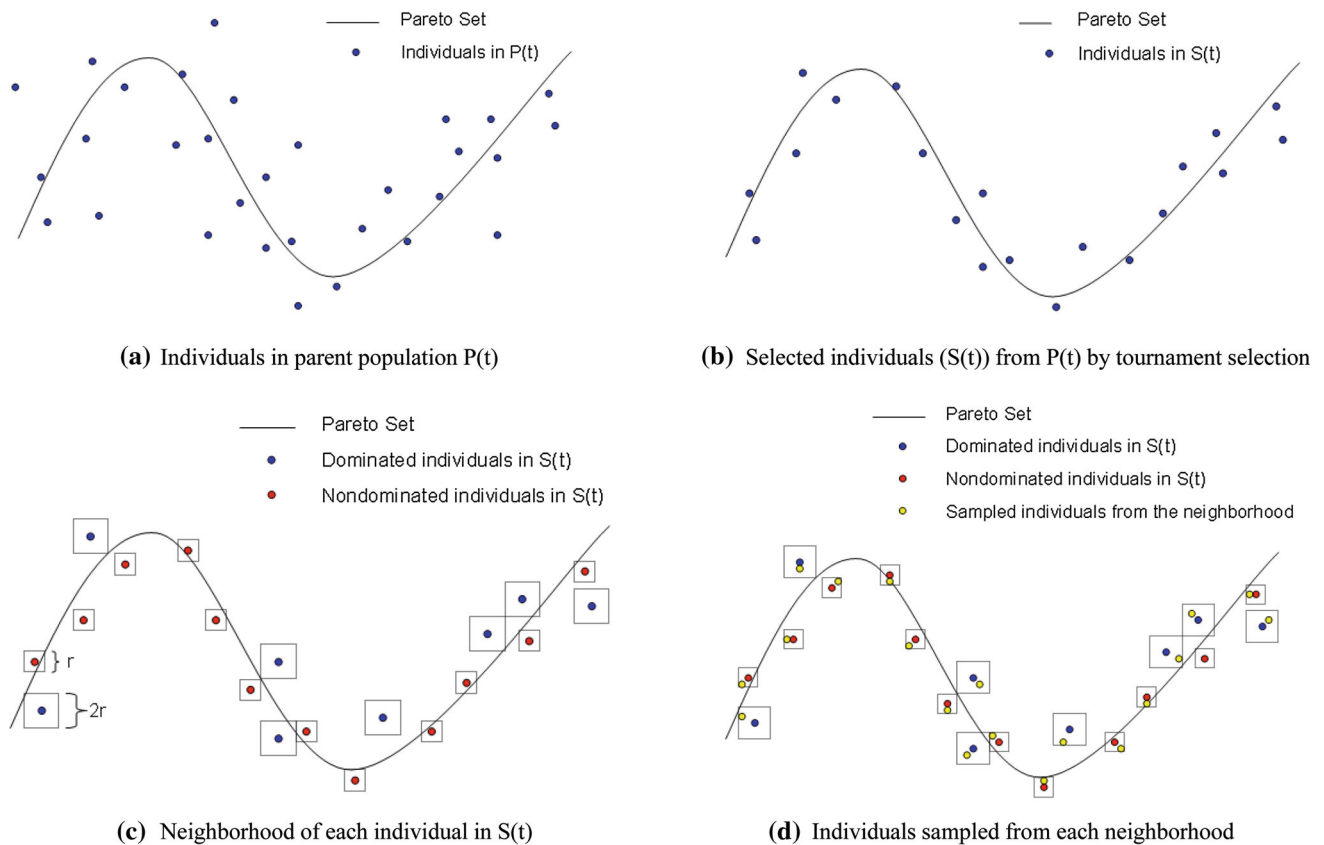 Pareto Set
Individuals in P(t)
(a) Individuals in parent population P(t)
Pareto Set
Individuals in S(t)
(b) Selected individuals (S(t)) from P(t) by tournament selection
Pareto Set
Dominated individuals in S(t)
Nondominated individuals in S(t)
r
2r
(c) Neighborhood of each individual in S(t)
Pareto Set
Dominated individuals in S(t)
Nondominated individuals in S(t)
Sampled individuals from the neighborhood
(d) Individuals sampled from each neighborhood